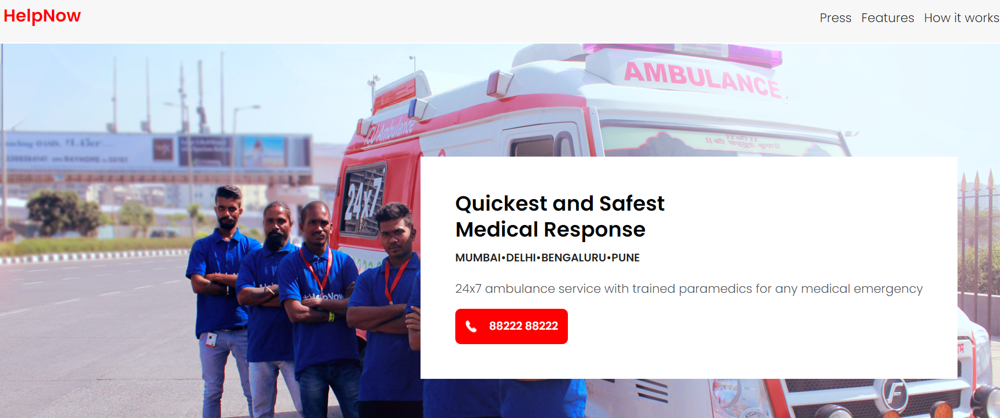 HelpNow
Press Features How it works
AMBULANCE
ICU Ambulance
24x7
HelpNow
Quickest and Safest
Medical Response
MUMBAI•DELHI•BENGALURU•PUNE
24x7 ambulance service with trained paramedics for any medical emergency
88222 88222